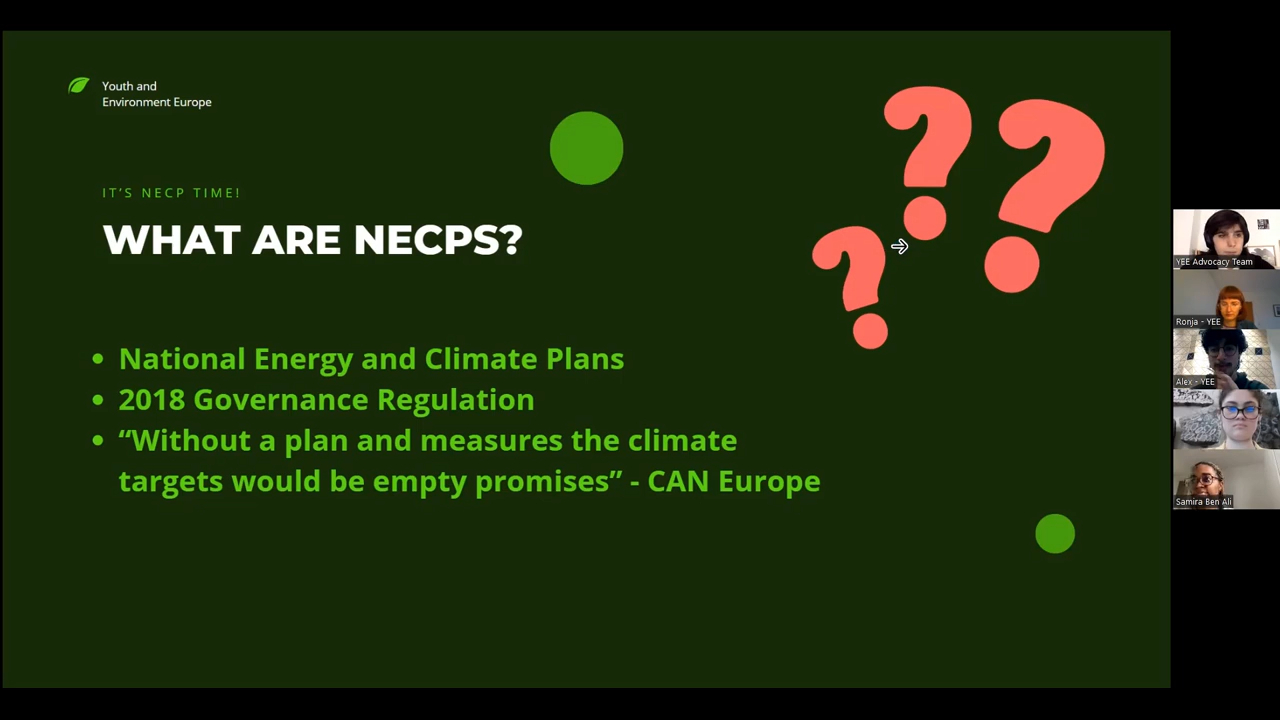 Youth and
Environment Europe
IT'S NECP TIME!
WHAT ARE NECPS?
• National Energy and Climate Plans
• 2018 Governance Regulation
• “Without a plan and measures the climate
targets would be empty promises” - CAN Europe
? ? ?
YEE Advocacy Team
Ronja - YEE
Alex - YEE
Samira Ben Ali